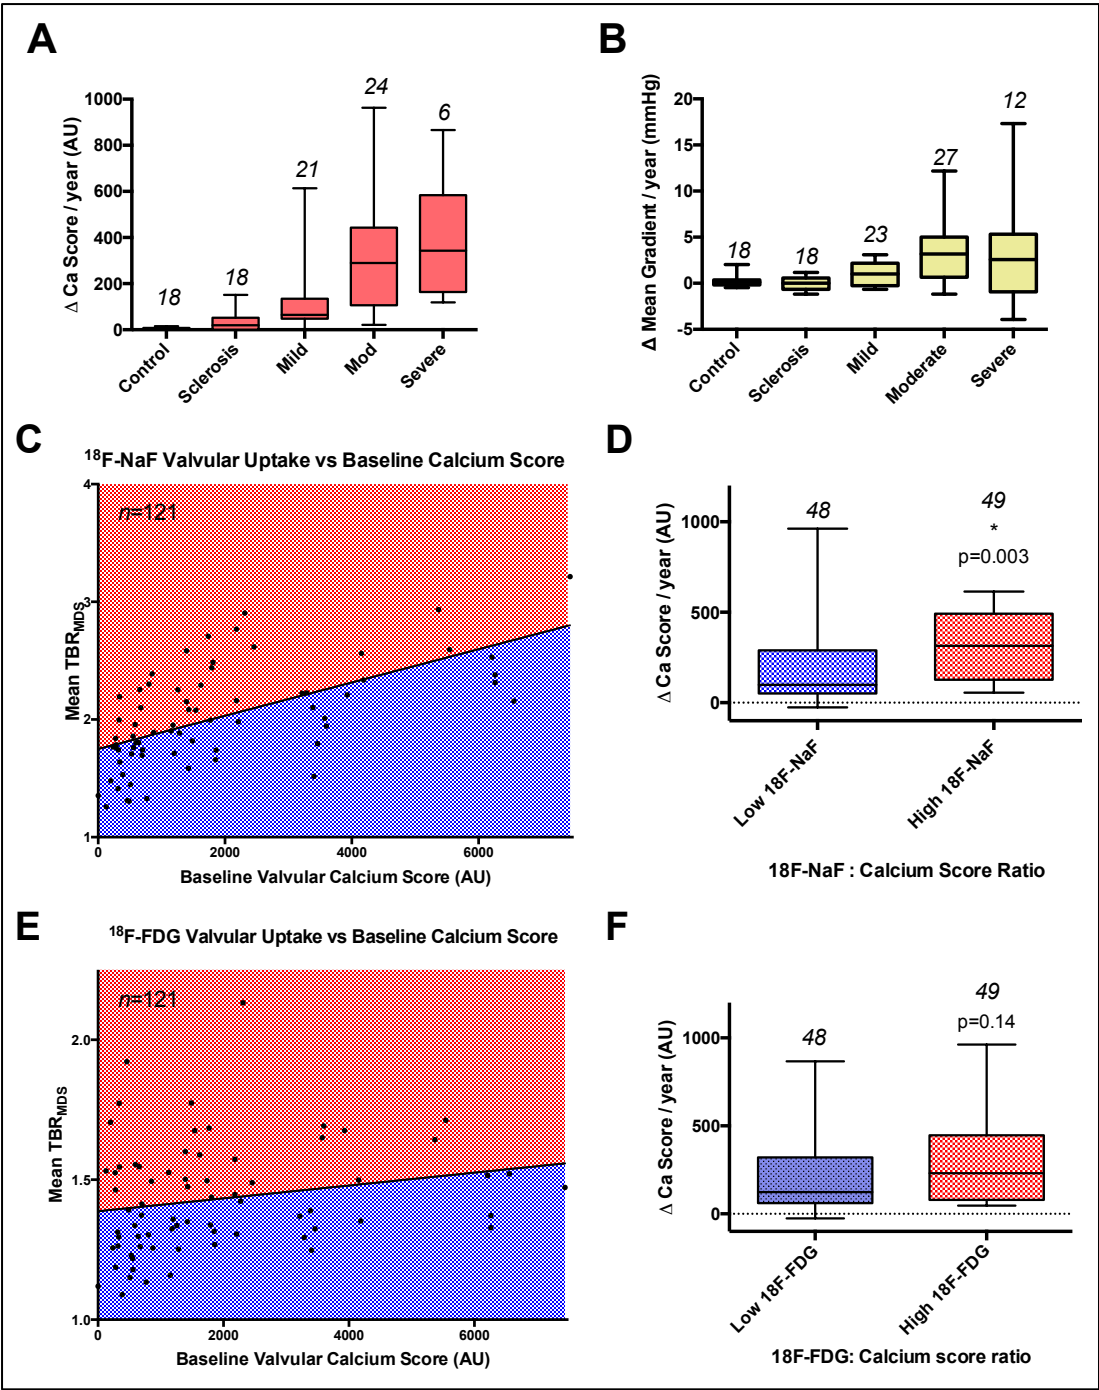 A
Δ Ca Score / year (AU)
1000
800
600
400
200
0
18
18
21
24
6
Control
Sclerosis
Mild
Mod
Severe
B
Δ Mean Gradient / year (mmHg)
20
15
10
5
0
-5
18
18
23
27
12
Control
Sclerosis
Mild
Moderate
Severe
C
¹⁸F-NaF Valvular Uptake vs Baseline Calcium Score
n=121
Mean TBR_MDS
4
3
2
1
0
2000
4000
6000
Baseline Valvular Calcium Score (AU)
D
Δ Ca Score / year (AU)
1000
500
0
48
49
*
p=0.003
Low 18F-NaF
High 18F-NaF
18F-NaF : Calcium Score Ratio
E
¹⁸F-FDG Valvular Uptake vs Baseline Calcium Score
n=121
Mean TBR_MDS
2.0
1.5
1.0
0
2000
4000
6000
Baseline Valvular Calcium Score (AU)
F
Δ Ca Score / year (AU)
1000
500
0
48
49
p=0.14
Low 18F-FDG
High 18F-FDG
18F-FDG: Calcium score ratio